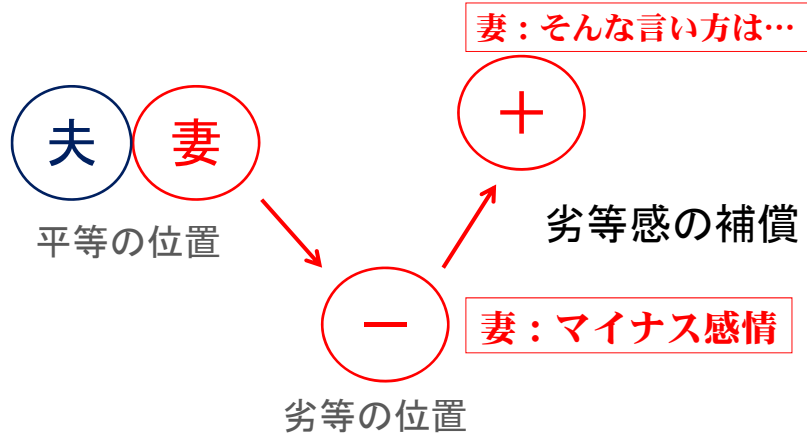 妻：そんな言い方は…
夫
妻
＋
平等の位置
劣等感の補償
－
妻：マイナス感情
劣等の位置